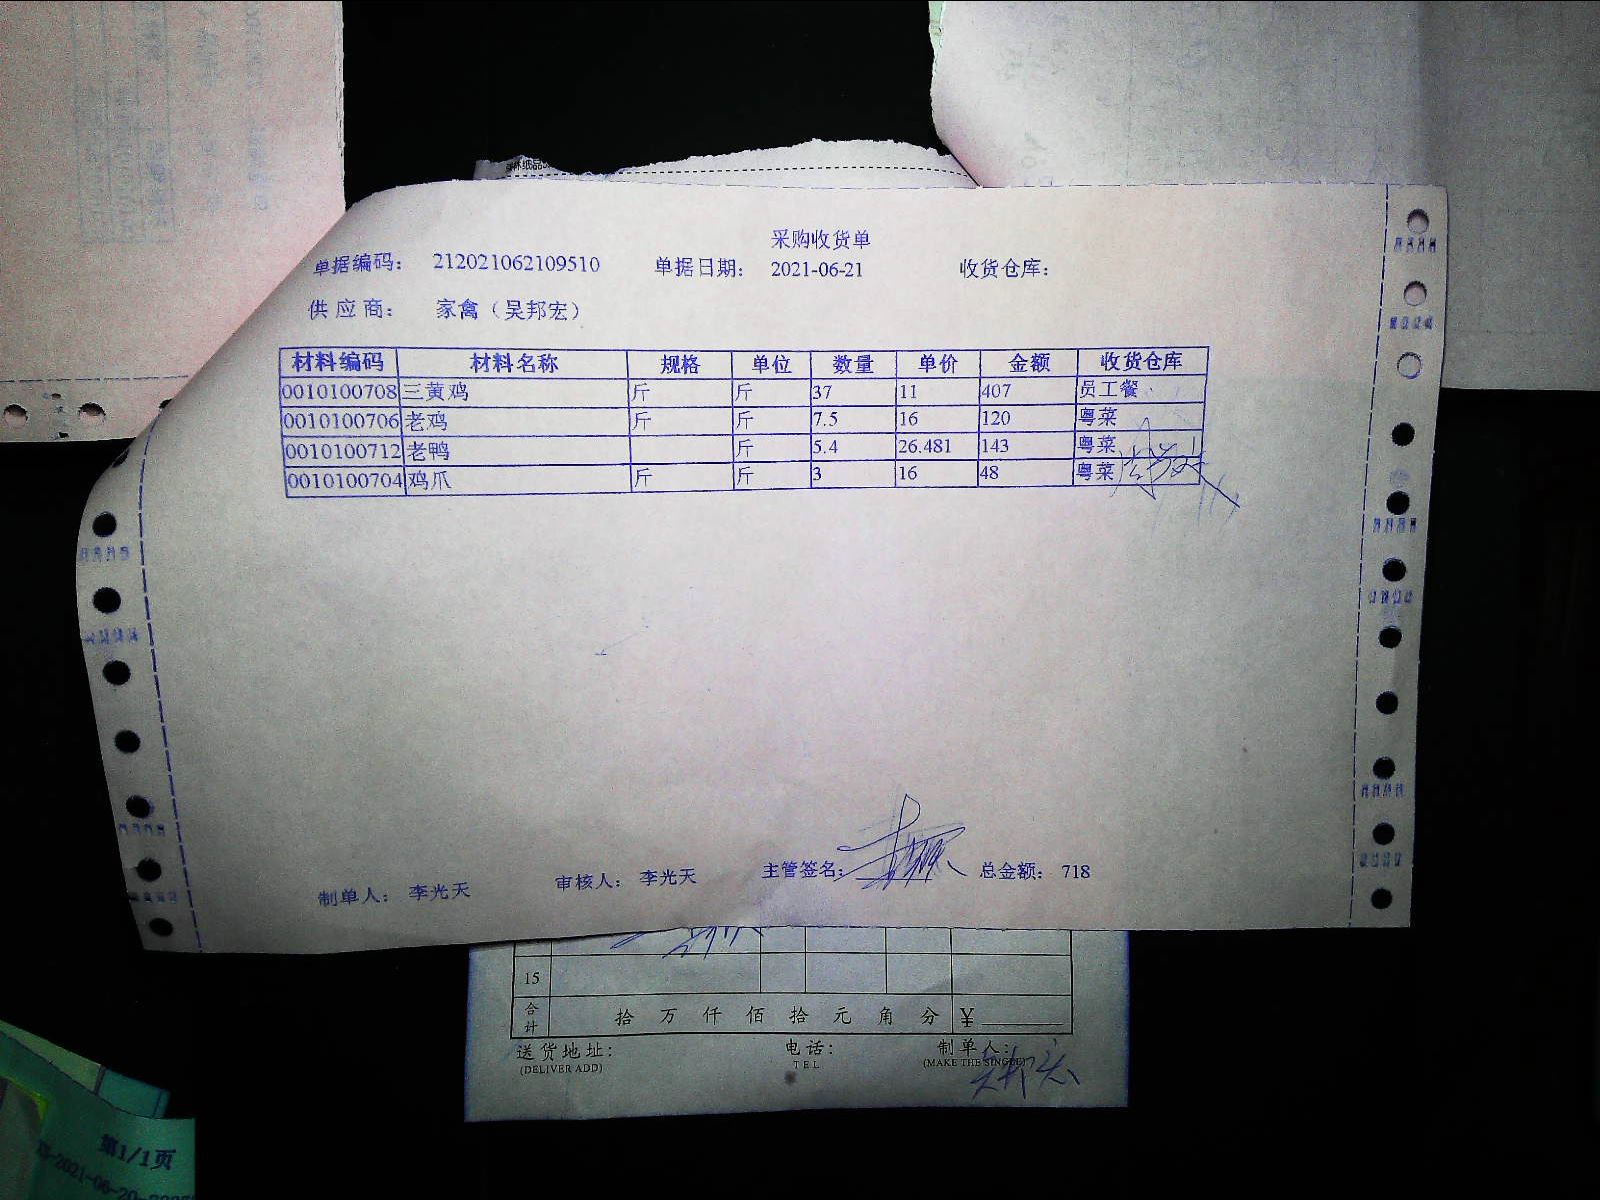 采购收货单
单据编码： 212021062109510 单据日期： 2021-06-21 收货仓库：
供应商： 家禽（吴邦宏）
材料编码 材料名称 规格 单位 数量 单价 金额 收货仓库
0010100708 三黄鸡 斤 斤 37 11 407 员工餐
0010100706 老鸡 斤 斤 7.5 16 120 粤菜
0010100712 老鸭 斤 5.4 26.481 143 粤菜
0010100704 鸡爪 斤 斤 3 16 48 粤菜
制单人： 李光天 审核人： 李光天 主管签名： 总金额： 718
15
合计 拾 万 仟 佰 拾 元 角 分 ¥
送货地址： 电话： 制单人：
(DELIVER ADD) TEL (MAKE THE SINGLE)
第1/1页
-2021-06-20-